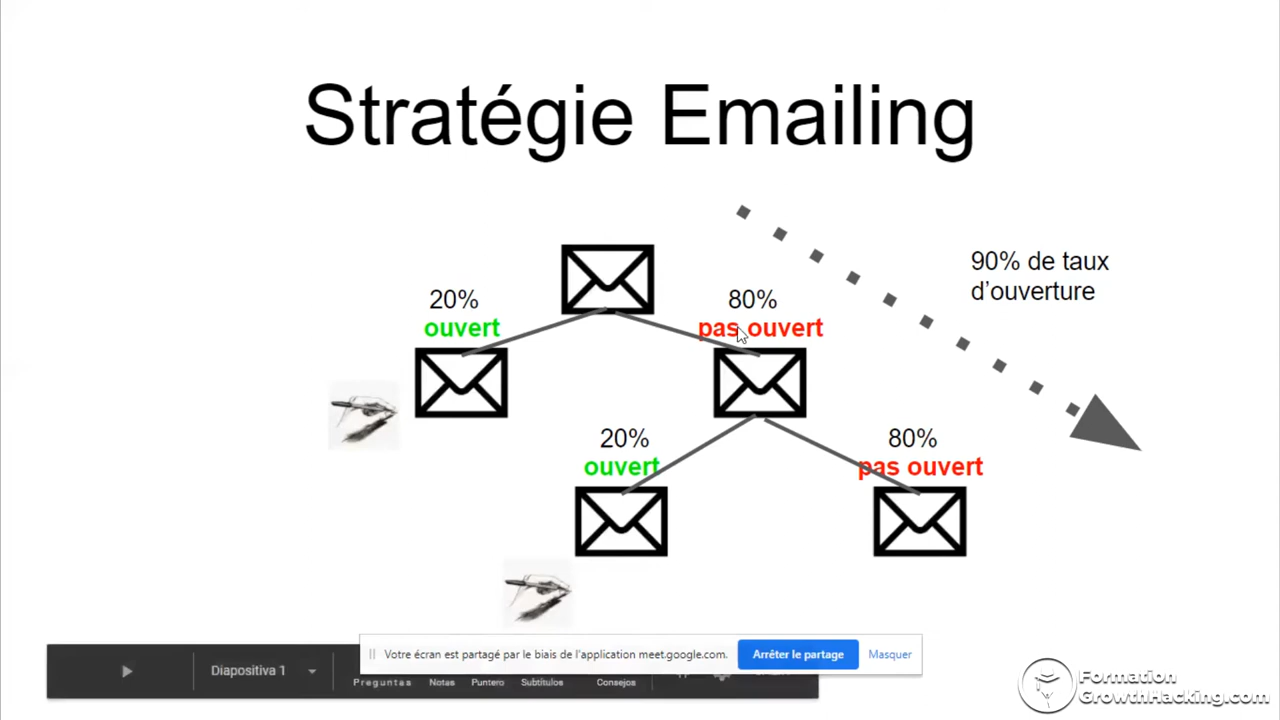 Stratégie Emailing
90% de taux
d’ouverture
20%
ouvert
80%
pas ouvert
20%
ouvert
80%
pas ouvert
Votre écran est partagé par le biais de l'application meet.google.com.
Arrêter le partage
Masquer
Diapositiva 1
Preguntas
Notas
Puntero
Subtítulos
Consejos
Formation
GrowthHacking.com